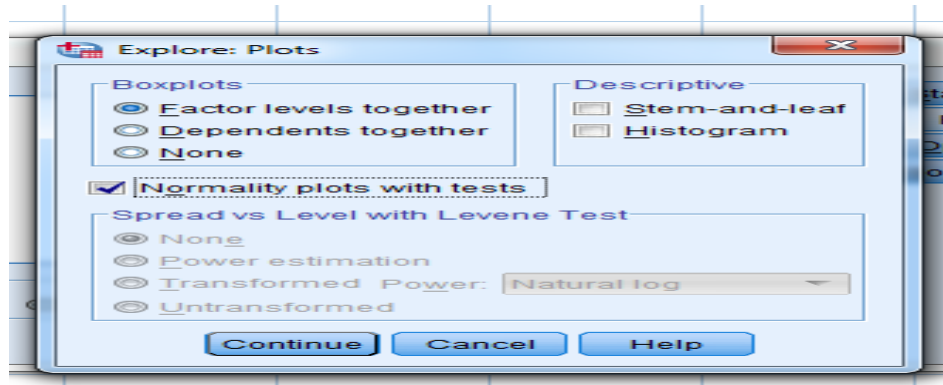 Explore: Plots
Boxplots
Factor levels together
Dependents together
None
Descriptive
Stem-and-leaf
Histogram
Normality plots with tests
Spread vs Level with Levene Test
None
Power estimation
Transformed Power: Natural log
Untransformed
Continue Cancel Help